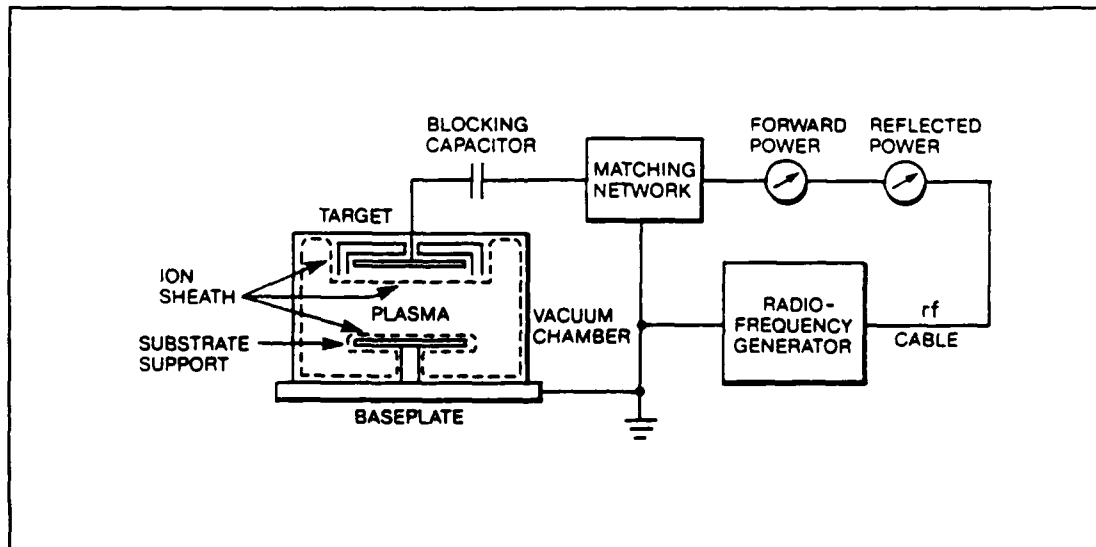 BLOCKING
CAPACITOR
MATCHING
NETWORK
FORWARD
POWER
REFLECTED
POWER
TARGET
ION
SHEATH
PLASMA
SUBSTRATE
SUPPORT
VACUUM
CHAMBER
BASEPLATE
RADIO-
FREQUENCY
GENERATOR
rf
CABLE